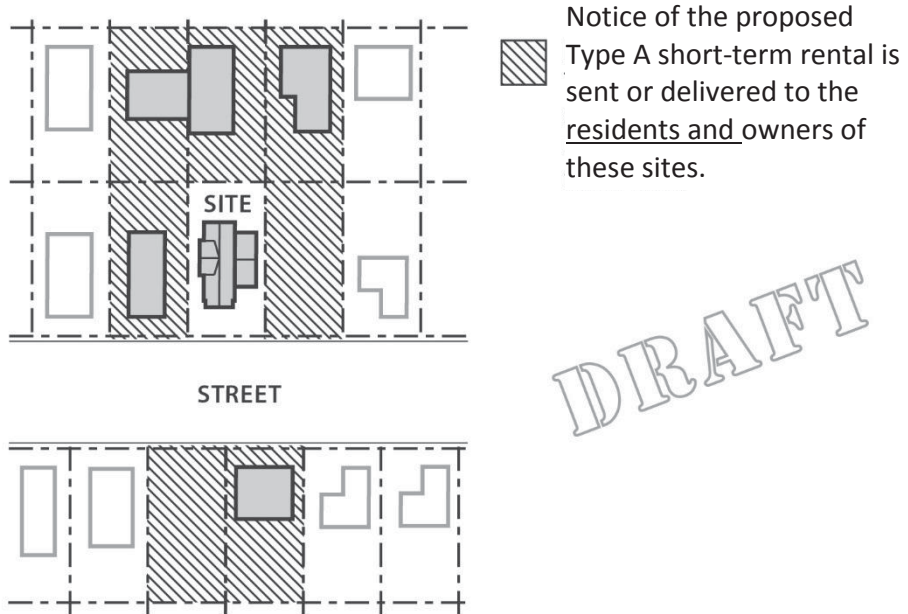 Notice of the proposed
Type A short-term rental is
sent or delivered to the
residents and owners of
these sites.
SITE
STREET
DRAFT